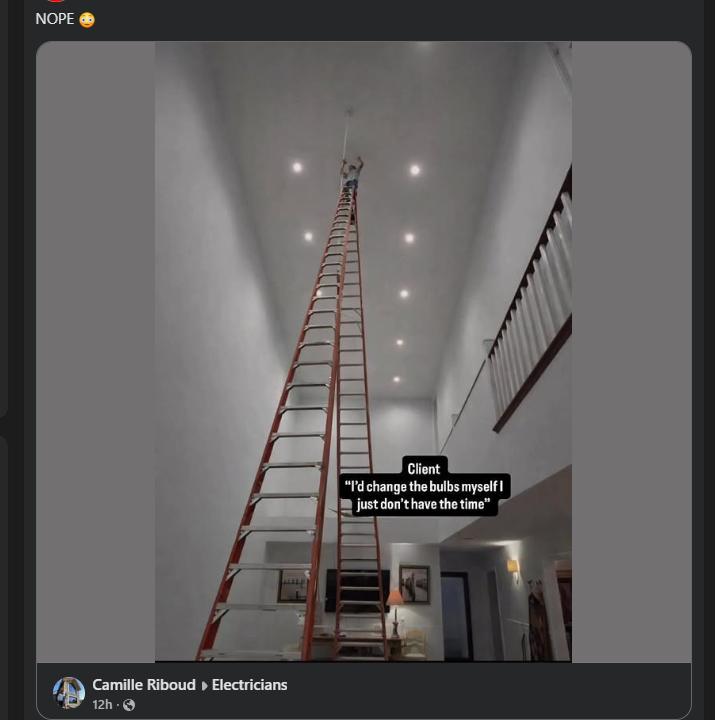 NOPE 😳
Client
“I’d change the bulbs myself I
just don’t have the time”
Camille Riboud ▸ Electricians
12h ·